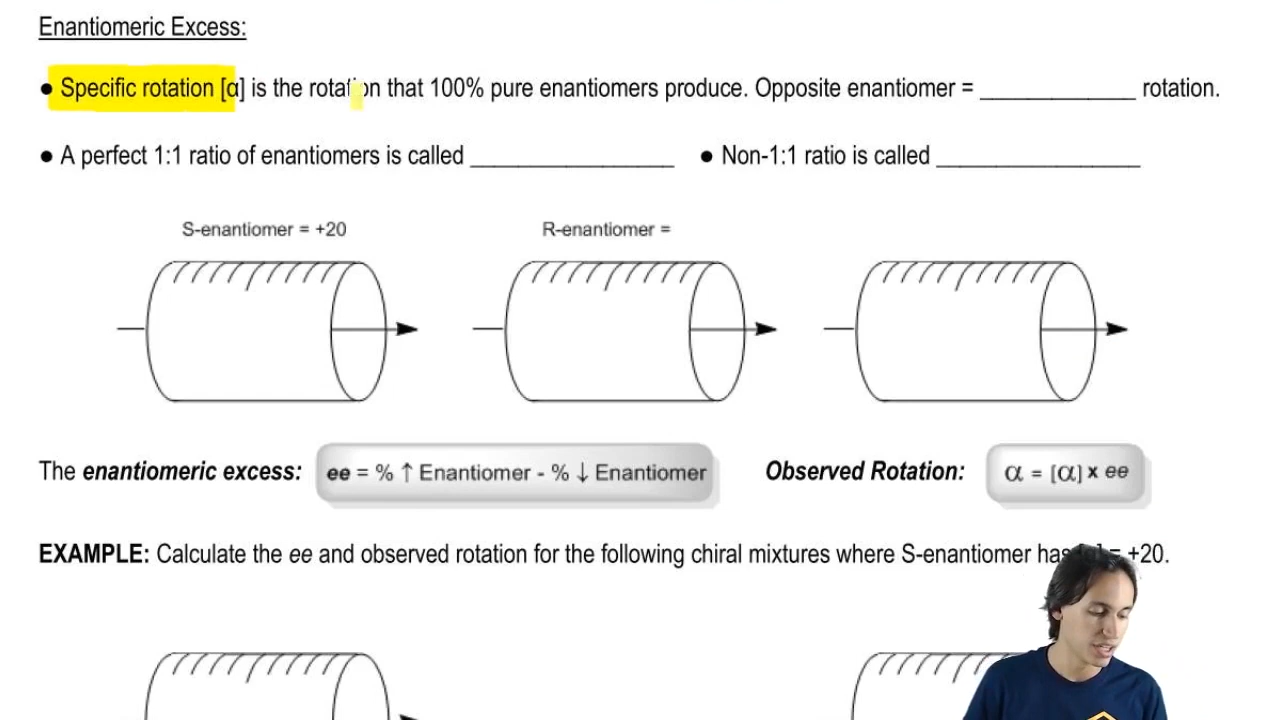 Enantiomeric Excess:
● Specific rotation [α] is the rotation that 100% pure enantiomers produce. Opposite enantiomer = _____________ rotation.
● A perfect 1:1 ratio of enantiomers is called _________________ ● Non-1:1 ratio is called _________________
S-enantiomer = +20 R-enantiomer =
The enantiomeric excess: ee = % ↑ Enantiomer - % ↓ Enantiomer Observed Rotation: α = [α] x ee
EXAMPLE: Calculate the ee and observed rotation for the following chiral mixtures where S-enantiomer has = +20.